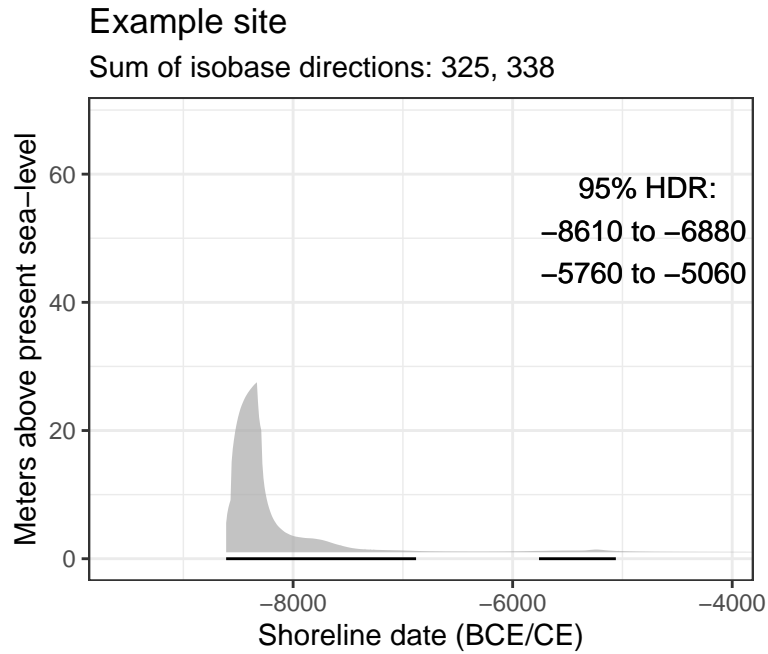 Example site
Sum of isobase directions: 325, 338
Meters above present sea−level
60
40
20
0
95% HDR:
−8610 to −6880
−5760 to −5060
−8000
−6000
−4000
Shoreline date (BCE/CE)